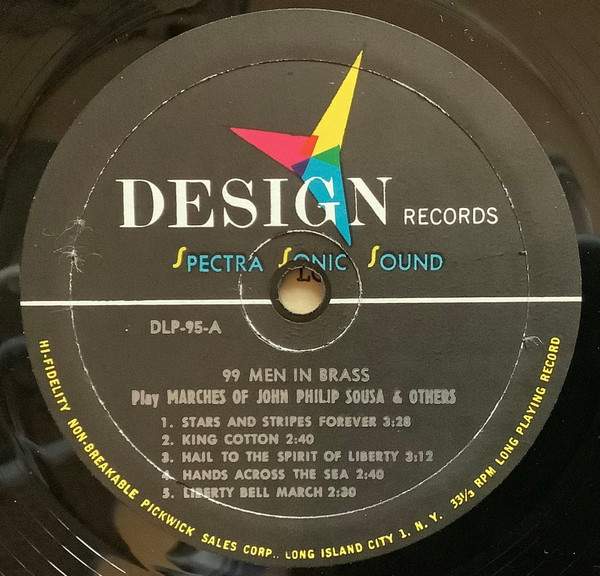 DESIGN RECORDS
SPECTRA SONIC SOUND
DLP-95-A
99 MEN IN BRASS
Play MARCHES OF JOHN PHILIP SOUSA & OTHERS
1. STARS AND STRIPES FOREVER 3:28
2. KING COTTON 2:40
3. HAIL TO THE SPIRIT OF LIBERTY 3:12
4. HANDS ACROSS THE SEA 2:40
5. LIBERTY BELL MARCH 2:30
HI-FIDELITY NON-BREAKABLE PICKWICK SALES CORP.. LONG ISLAND CITY 1, N. Y. 33⅓ RPM LONG PLAYING RECORD